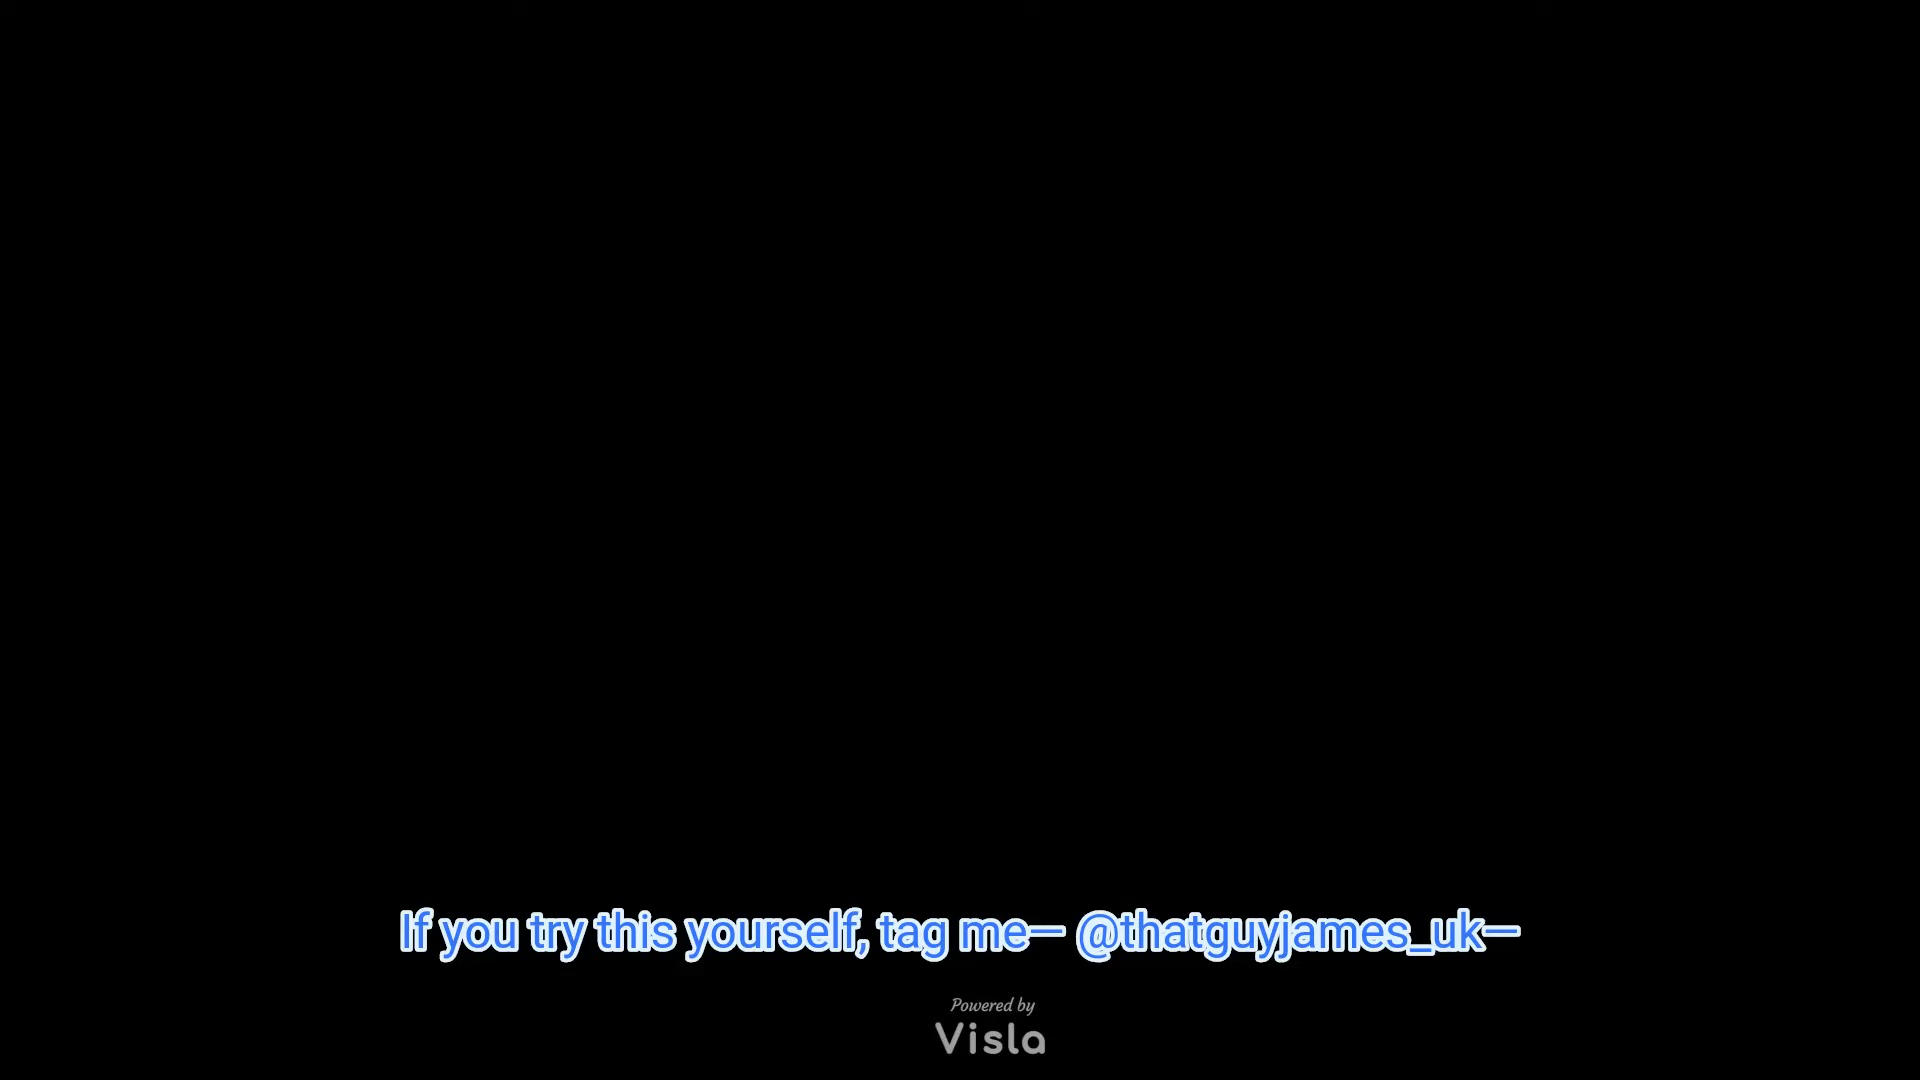 If you try this yourself, tag me— @thatguyjames_uk—
Powered by
Visla